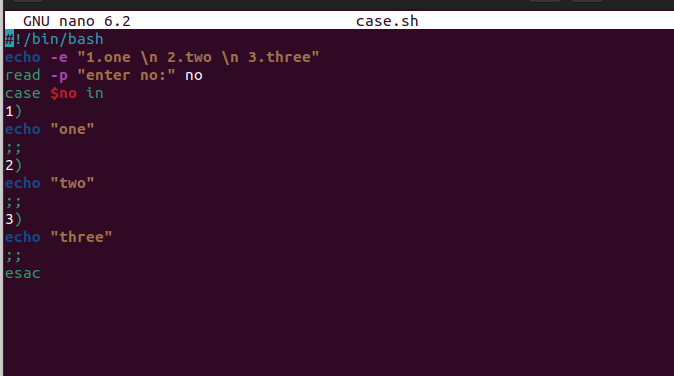 GNU nano 6.2 case.sh
#!/bin/bash
echo -e "1.one \n 2.two \n 3.three"
read -p "enter no:" no
case $no in
1)
echo "one"
;;
2)
echo "two"
;;
3)
echo "three"
;;
esac